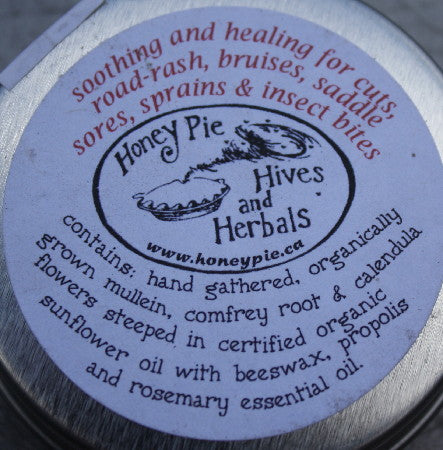 soothing and healing for cuts,
road-rash, bruises, saddle
sores, sprains & insect bites
Honey Pie
Hives
and
Herbals
www.honeypie.ca
contains: hand gathered, organically
grown mullein, comfrey root & calendula
flowers steeped in certified organic
sunflower oil with beeswax, propolis
and rosemary essential oil.